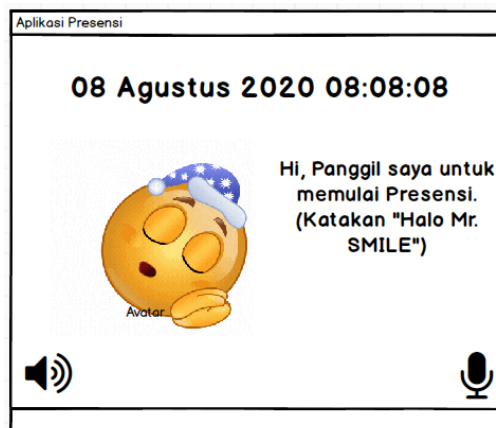 Aplikasi Presensi
08 Agustus 2020 08:08:08
Hi, Panggil saya untuk
memulai Presensi.
(Katakan "Halo Mr.
SMILE")
Avatar